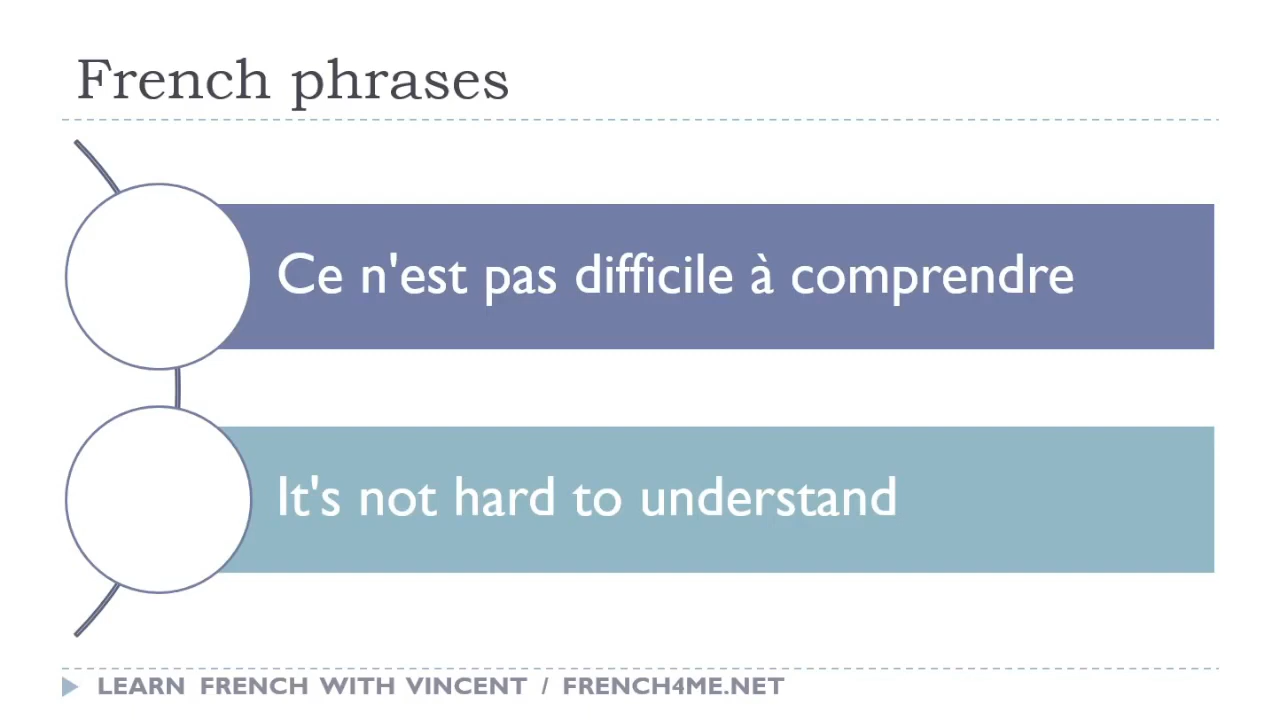 French phrases
Ce n'est pas difficile à comprendre
It's not hard to understand
LEARN FRENCH WITH VINCENT / FRENCH4ME.NET